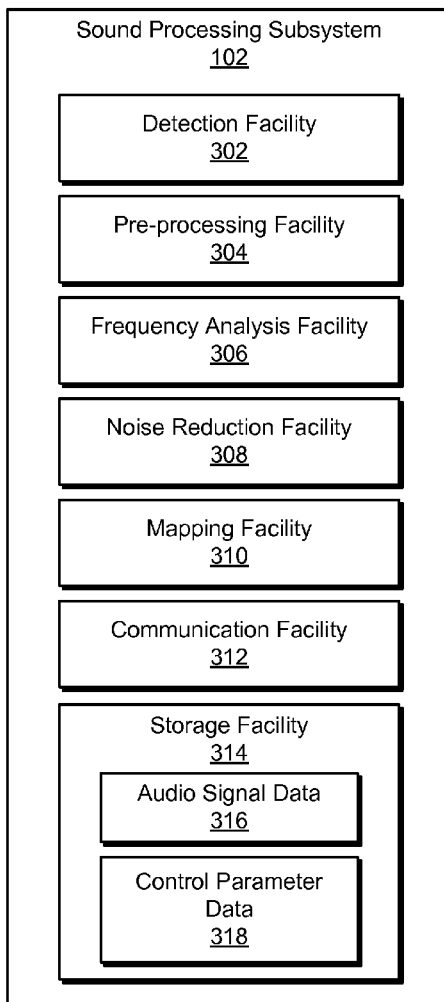 Sound Processing Subsystem
102
Detection Facility
302
Pre-processing Facility
304
Frequency Analysis Facility
306
Noise Reduction Facility
308
Mapping Facility
310
Communication Facility
312
Storage Facility
314
Audio Signal Data
316
Control Parameter
Data
318